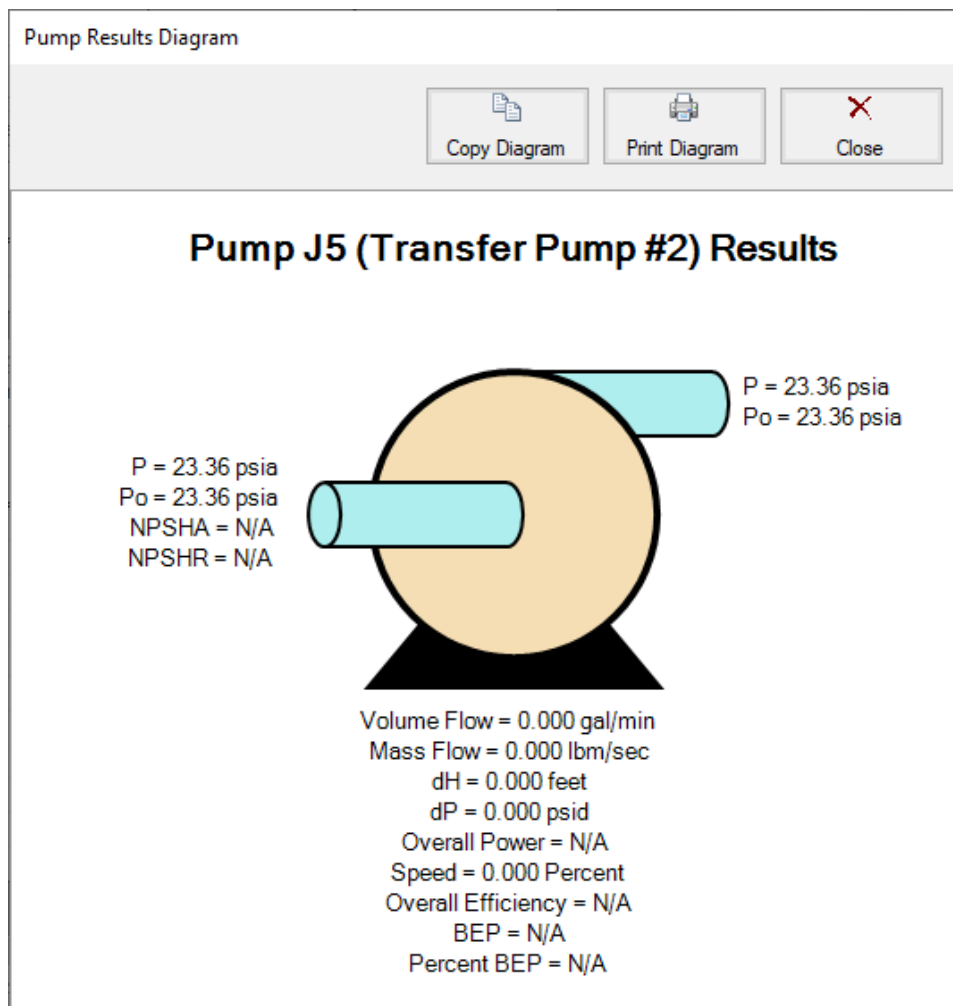 Pump Results Diagram
Copy Diagram
Print Diagram
Close
Pump J5 (Transfer Pump #2) Results
P = 23.36 psia
Po = 23.36 psia
P = 23.36 psia
Po = 23.36 psia
NPSHA = N/A
NPSHR = N/A
Volume Flow = 0.000 gal/min
Mass Flow = 0.000 lbm/sec
dH = 0.000 feet
dP = 0.000 psid
Overall Power = N/A
Speed = 0.000 Percent
Overall Efficiency = N/A
BEP = N/A
Percent BEP = N/A